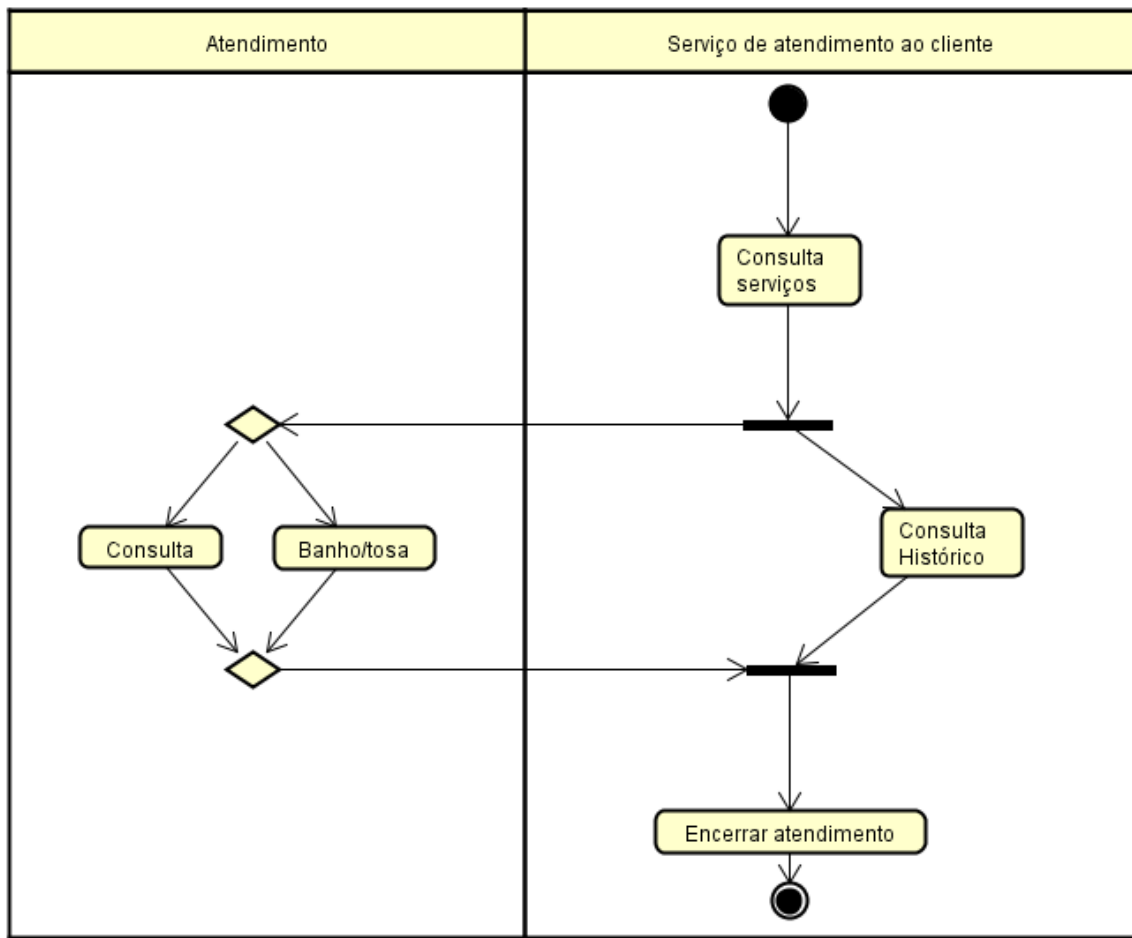 Atendimento
Serviço de atendimento ao cliente
Consulta
serviços
Consulta
Banho/tosa
Consulta
Histórico
Encerrar atendimento